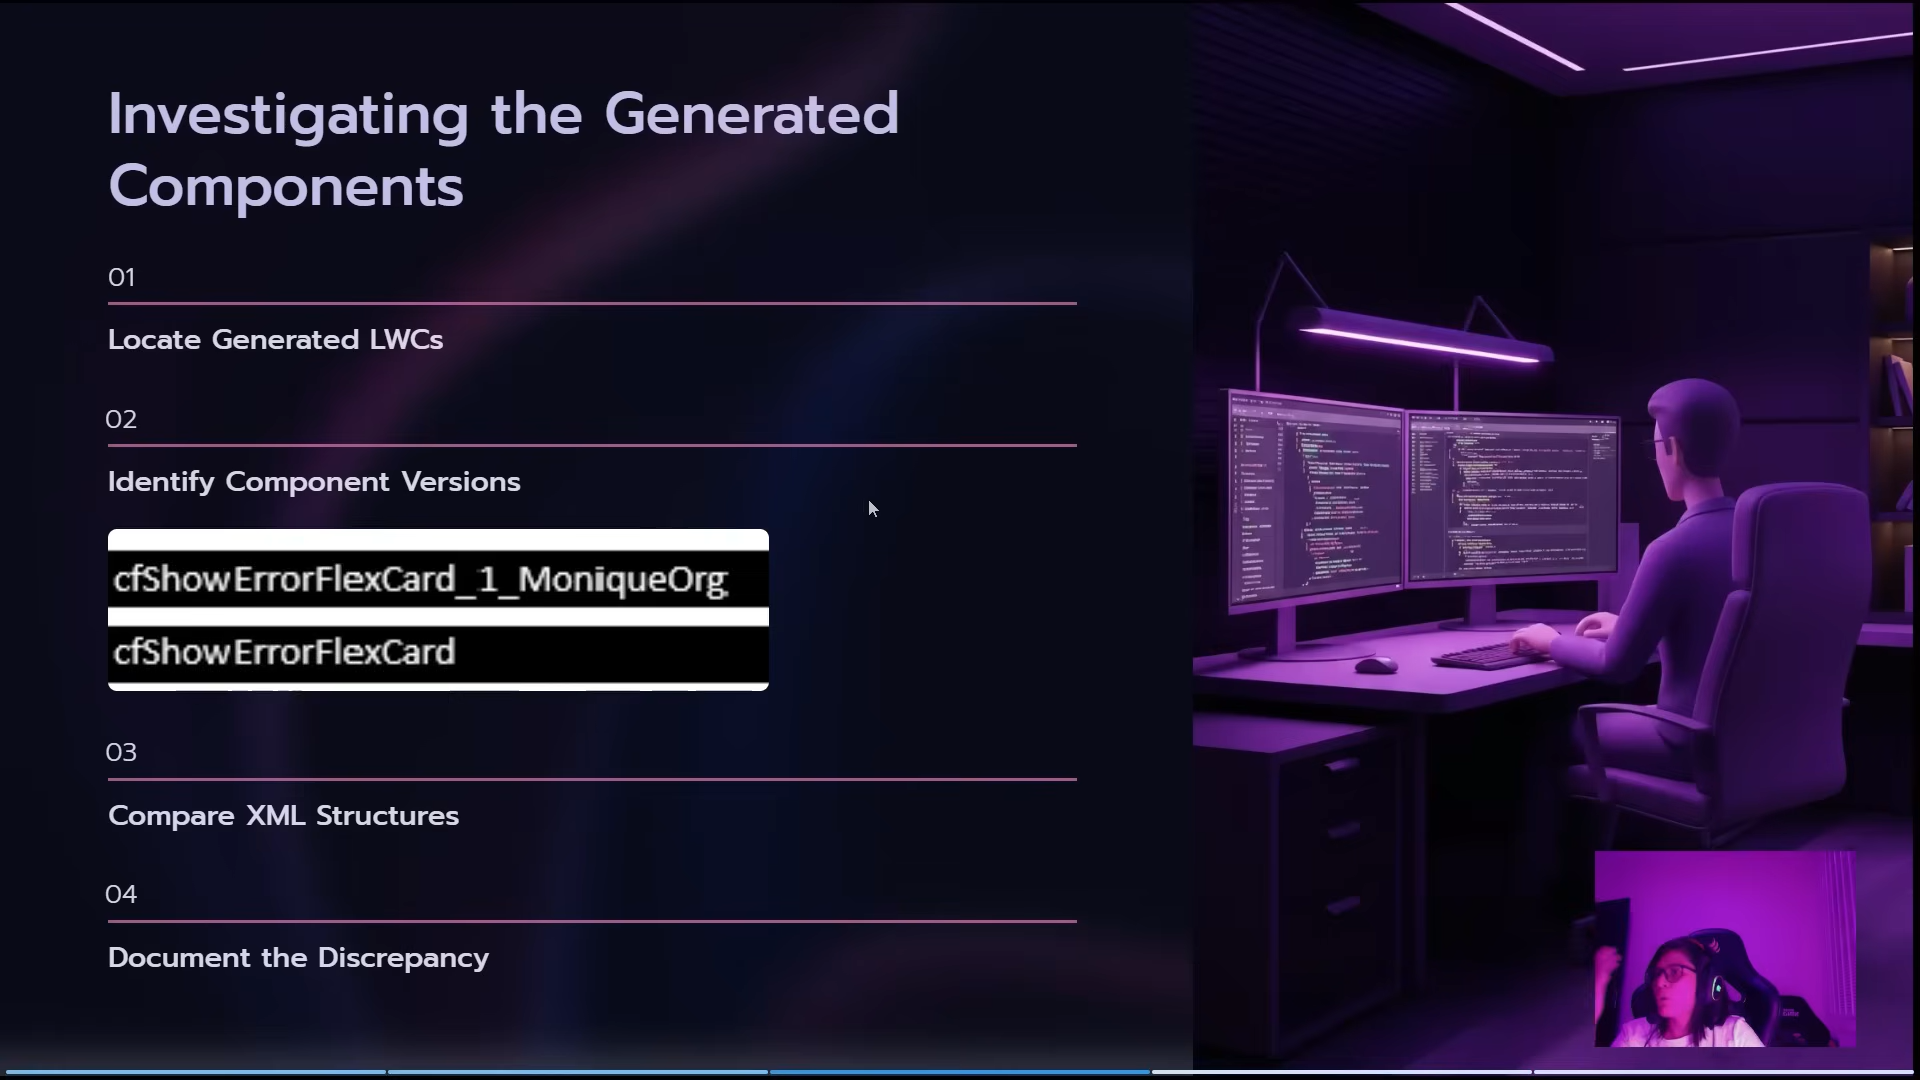 Investigating the Generated
Components
01
Locate Generated LWCs
02
Identify Component Versions
cfShowErrorFlexCard_1_MoniqueOrg
cfShowErrorFlexCard
03
Compare XML Structures
04
Document the Discrepancy